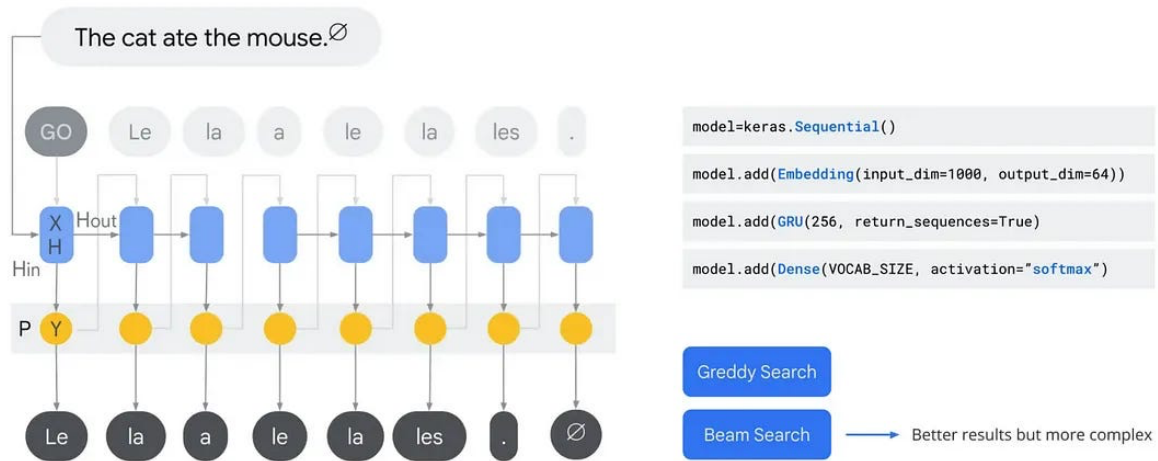 The cat ate the mouse.∅
GO Le la a le la les .
X
H
Hout
Hin
P Y
Le la a le la les . ∅
model=keras.Sequential()
model.add(Embedding(input_dim=1000, output_dim=64))
model.add(GRU(256, return_sequences=True)
model.add(Dense(VOCAB_SIZE, activation="softmax")
Greddy Search
Beam Search
Better results but more complex